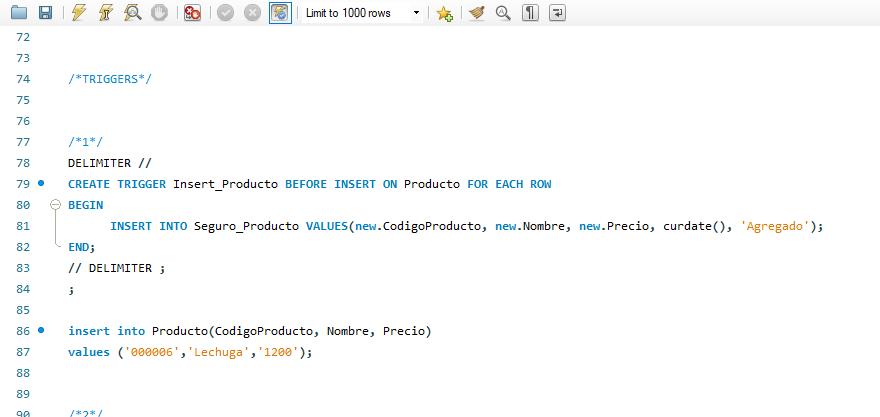 Limit to 1000 rows
72
73
74 /*TRIGGERS*/
75
76
77 /*1*/
78 DELIMITER //
79 CREATE TRIGGER Insert_Producto BEFORE INSERT ON Producto FOR EACH ROW
80 BEGIN
81 INSERT INTO Seguro_Producto VALUES(new.CodigoProducto, new.Nombre, new.Precio, curdate(), 'Agregado');
82 END;
83 // DELIMITER ;
84 ;
85
86 insert into Producto(CodigoProducto, Nombre, Precio)
87 values ('000006','Lechuga','1200');
88
89
90 /*2*/